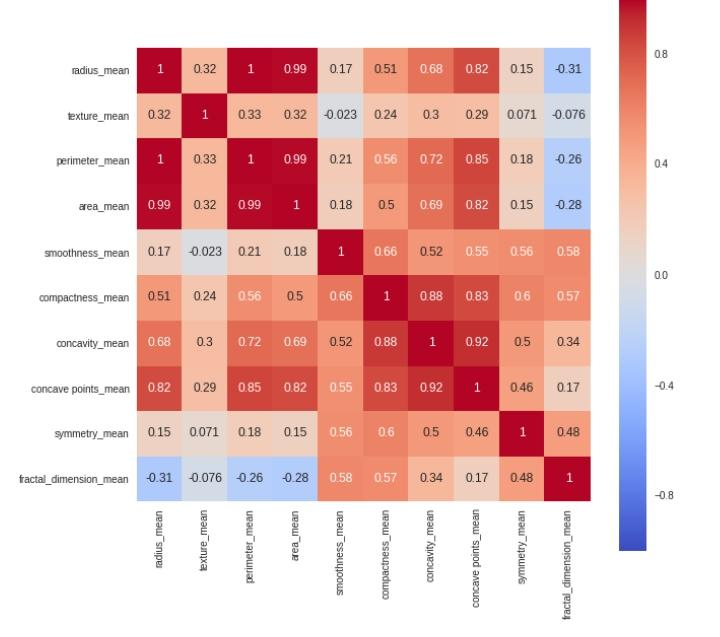 radius_mean 1 0.32 1 0.99 0.17 0.51 0.68 0.82 0.15 -0.31
texture_mean 0.32 1 0.33 0.32 -0.023 0.24 0.3 0.29 0.071 -0.076
perimeter_mean 1 0.33 1 0.99 0.21 0.56 0.72 0.85 0.18 -0.26
area_mean 0.99 0.32 0.99 1 0.18 0.5 0.69 0.82 0.15 -0.28
smoothness_mean 0.17 -0.023 0.21 0.18 1 0.66 0.52 0.55 0.56 0.58
compactness_mean 0.51 0.24 0.56 0.5 0.66 1 0.88 0.83 0.6 0.57
concavity_mean 0.68 0.3 0.72 0.69 0.52 0.88 1 0.92 0.5 0.34
concave points_mean 0.82 0.29 0.85 0.82 0.55 0.83 0.92 1 0.46 0.17
symmetry_mean 0.15 0.071 0.18 0.15 0.56 0.6 0.5 0.46 1 0.48
fractal_dimension_mean -0.31 -0.076 -0.26 -0.28 0.58 0.57 0.34 0.17 0.48 1
radius_mean
texture_mean
perimeter_mean
area_mean
smoothness_mean
compactness_mean
concavity_mean
concave points_mean
symmetry_mean
fractal_dimension_mean
0.8
0.4
0.0
−0.4
−0.8